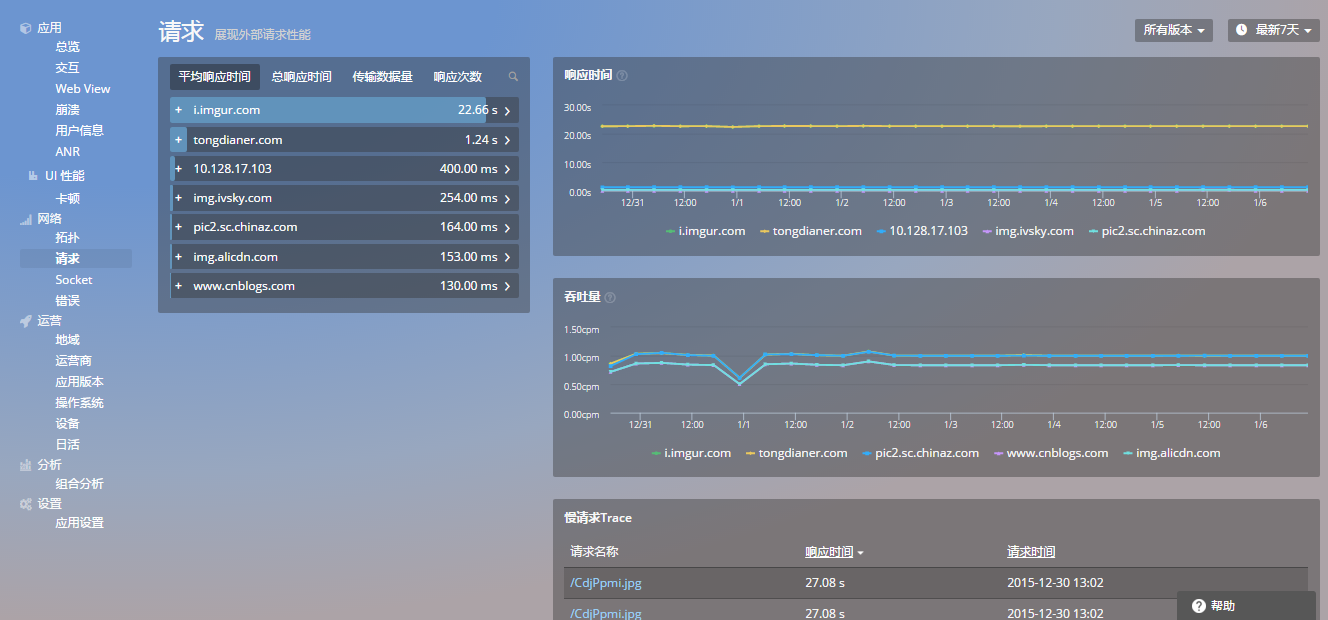 应用
总览
交互
Web View
崩溃
用户信息
ANR
UI 性能
卡顿
网络
拓扑
请求
Socket
错误
运营
地域
运营商
应用版本
操作系统
设备
日活
分析
组合分析
设置
应用设置
请求 展现外部请求性能
所有版本 最新7天
平均响应时间 总响应时间 传输数据量 响应次数
+ i.imgur.com 22.66 s
+ tongdianer.com 1.24 s
+ 10.128.17.103 400.00 ms
+ img.ivsky.com 254.00 ms
+ pic2.sc.chinaz.com 164.00 ms
+ img.alicdn.com 153.00 ms
+ www.cnblogs.com 130.00 ms
响应时间 ?
30.00s
20.00s
10.00s
0.00s
12/31 12:00 1/1 12:00 1/2 12:00 1/3 12:00 1/4 12:00 1/5 12:00 1/6
i.imgur.com tongdianer.com 10.128.17.103 img.ivsky.com pic2.sc.chinaz.com
吞吐量 ?
1.50cpm
1.00cpm
0.50cpm
0.00cpm
12/31 12:00 1/1 12:00 1/2 12:00 1/3 12:00 1/4 12:00 1/5 12:00 1/6
i.imgur.com tongdianer.com pic2.sc.chinaz.com www.cnblogs.com img.alicdn.com
慢请求Trace
请求名称 响应时间 请求时间
/CdjPpmi.jpg 27.08 s 2015-12-30 13:02
/CdjPpmi.jpg 27.08 s 2015-12-30 13:02
? 帮助